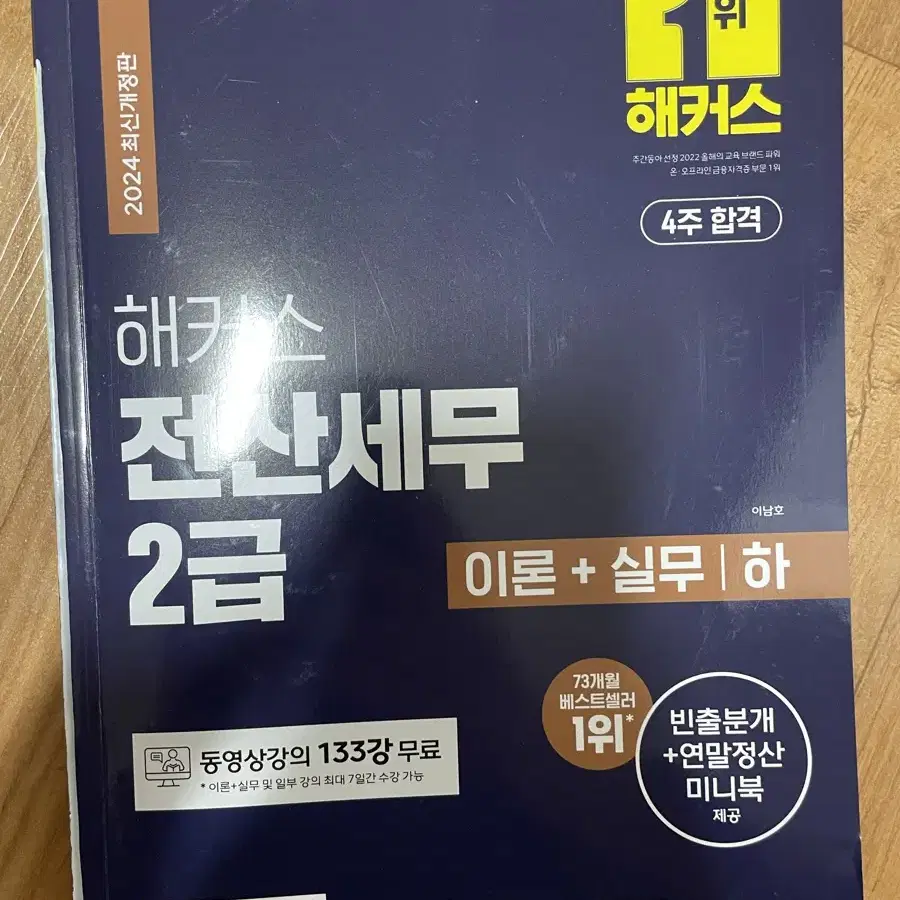 2024 최신개정판
1위
해커스
주간동아 선정 2022 올해의 교육 브랜드 파워
온·오프라인 금융자격증 부문 1위
4주 합격
해커스
전산세무
2급
이남호
이론 + 실무 | 하
73개월
베스트셀러
1위*
빈출분개
+연말정산
미니북
제공
동영상강의 133강 무료
* 이론+실무 및 일부 강의 최대 7일간 수강 가능